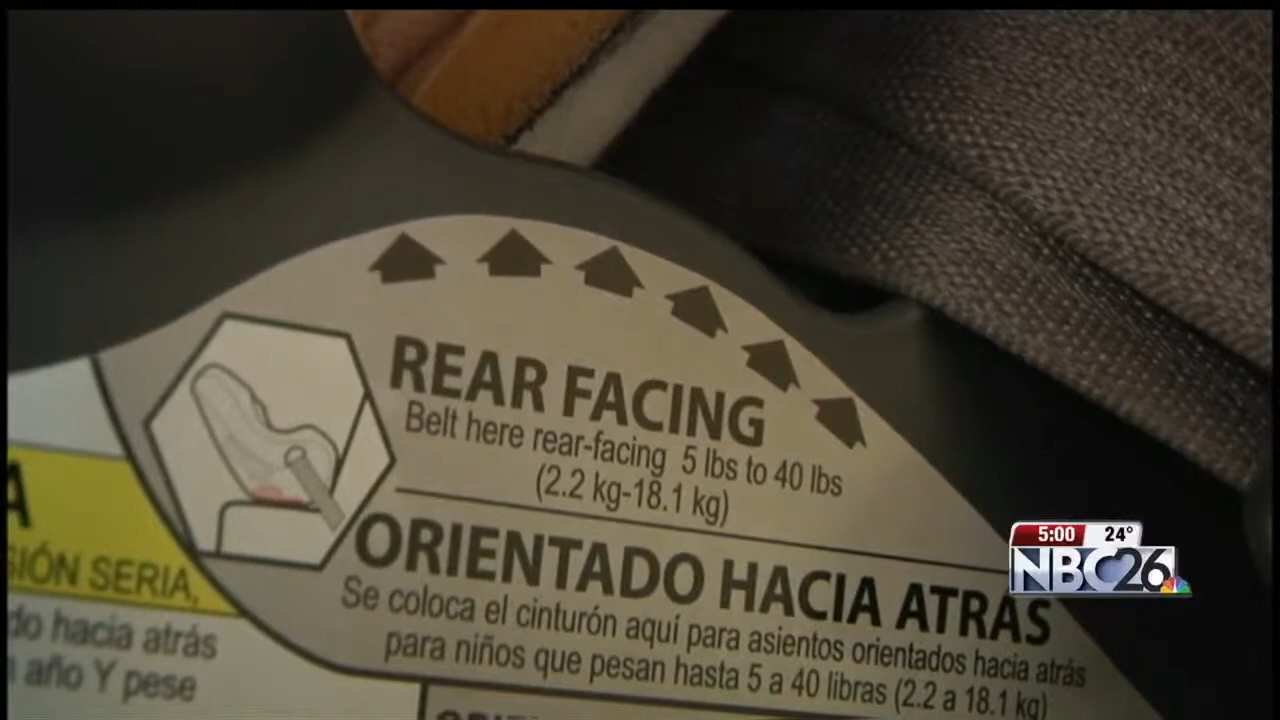 REAR FACING
Belt here rear-facing 5 lbs to 40 lbs
(2.2 kg-18.1 kg)
ORIENTADO HACIA ATRÁS
Se coloca el cinturón aquí para asientos orientados hacia atrás
para niños que pesan hasta 5 a 40 libras (2.2 a 18.1 kg)
A
SIÓN SERIA,
do hacia atrás
año Y pese
5:00 24°
NBC26